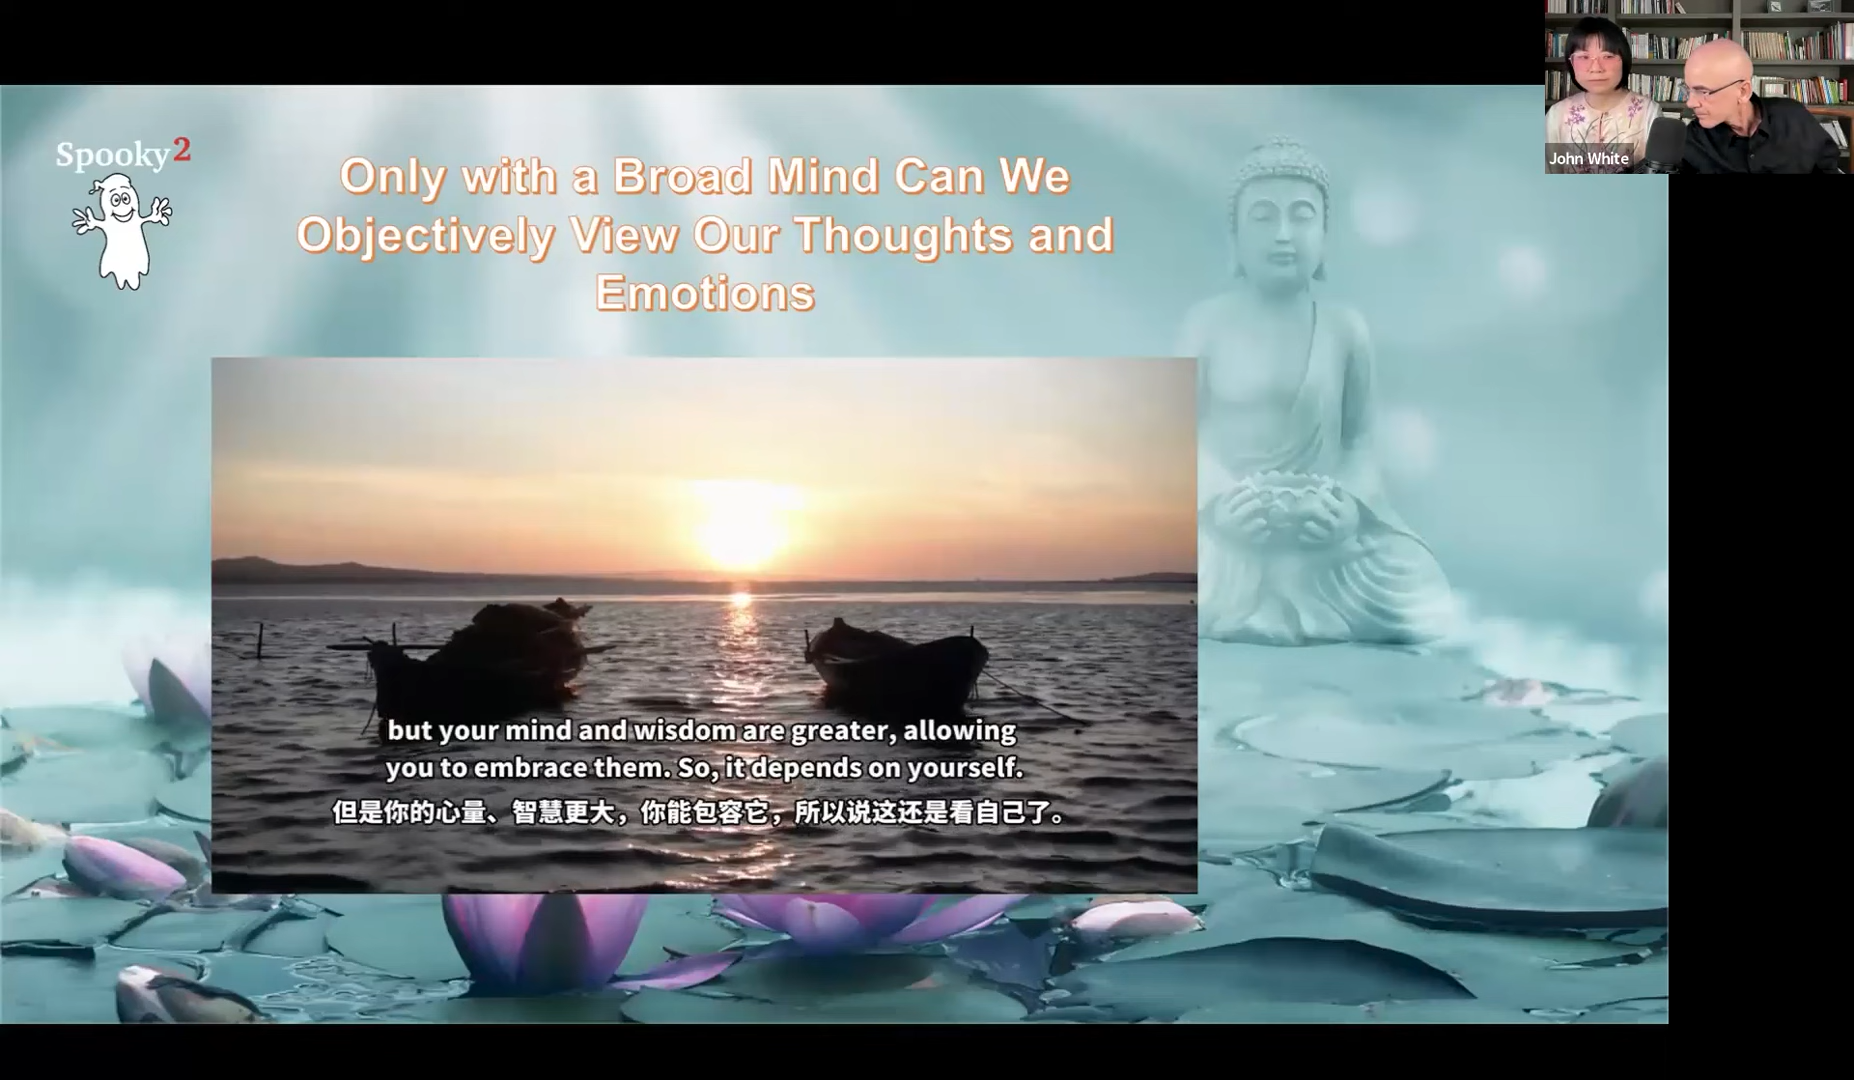 Spooky2
Only with a Broad Mind Can We
Objectively View Our Thoughts and
Emotions
John White
but your mind and wisdom are greater, allowing
you to embrace them. So, it depends on yourself.
但是你的心量、智慧更大，你能包容它，所以说这还是看自己了。